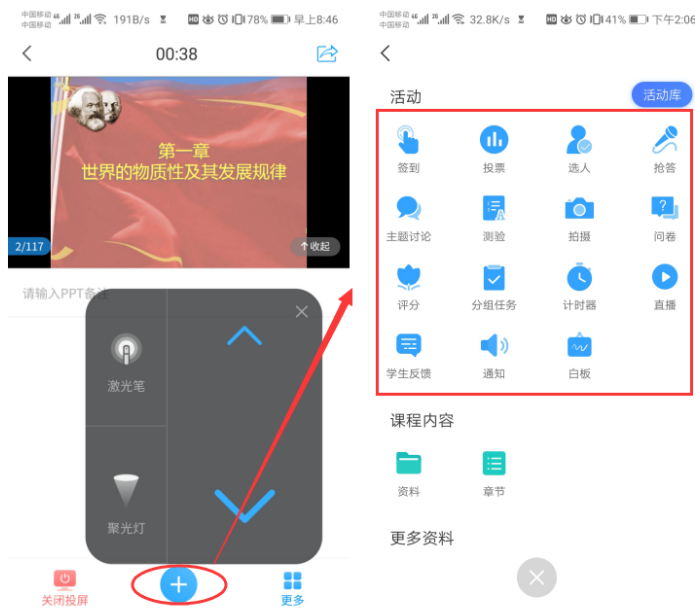 中国移动
中国移动
191B/s
HD
78%
早上8:46
00:38
第一章
世界的物质性及其发展规律
2/117
收起
请输入PPT备注
激光笔
聚光灯
关闭投屏
更多
中国移动
中国移动
32.8K/s
HD
41%
下午2:06
活动
活动库
签到
投票
选人
抢答
主题讨论
测验
拍摄
问卷
评分
分组任务
计时器
直播
学生反馈
通知
白板
课程内容
资料
章节
更多资料